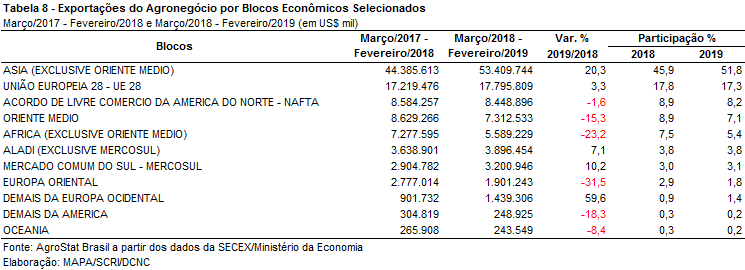 Tabela 8 - Exportações do Agronegócio por Blocos Econômicos Selecionados
Março/2017 - Fevereiro/2018 e Março/2018 - Fevereiro/2019 (em US$ mil)
Blocos Março/2017 - Fevereiro/2018 Março/2018 - Fevereiro/2019 Var. % 2019/2018 Participação % 2018 2019
ASIA (EXCLUSIVE ORIENTE MEDIO) 44.385.613 53.409.744 20,3 45,9 51,8
UNIÃO EUROPEIA 28 - UE 28 17.219.476 17.795.809 3,3 17,8 17,3
ACORDO DE LIVRE COMERCIO DA AMERICA DO NORTE - NAFTA 8.584.257 8.448.896 -1,6 8,9 8,2
ORIENTE MEDIO 8.629.266 7.312.533 -15,3 8,9 7,1
AFRICA (EXCLUSIVE ORIENTE MEDIO) 7.277.595 5.589.229 -23,2 7,5 5,4
ALADI (EXCLUSIVE MERCOSUL) 3.638.901 3.896.454 7,1 3,8 3,8
MERCADO COMUM DO SUL - MERCOSUL 2.904.782 3.200.946 10,2 3,0 3,1
EUROPA ORIENTAL 2.777.014 1.901.243 -31,5 2,9 1,8
DEMAIS DA EUROPA OCIDENTAL 901.732 1.439.306 59,6 0,9 1,4
DEMAIS DA AMERICA 304.819 248.925 -18,3 0,3 0,2
OCEANIA 265.908 243.549 -8,4 0,3 0,2
Fonte: AgroStat Brasil a partir dos dados da SECEX/Ministério da Economia
Elaboração: MAPA/SCRI/DCNC